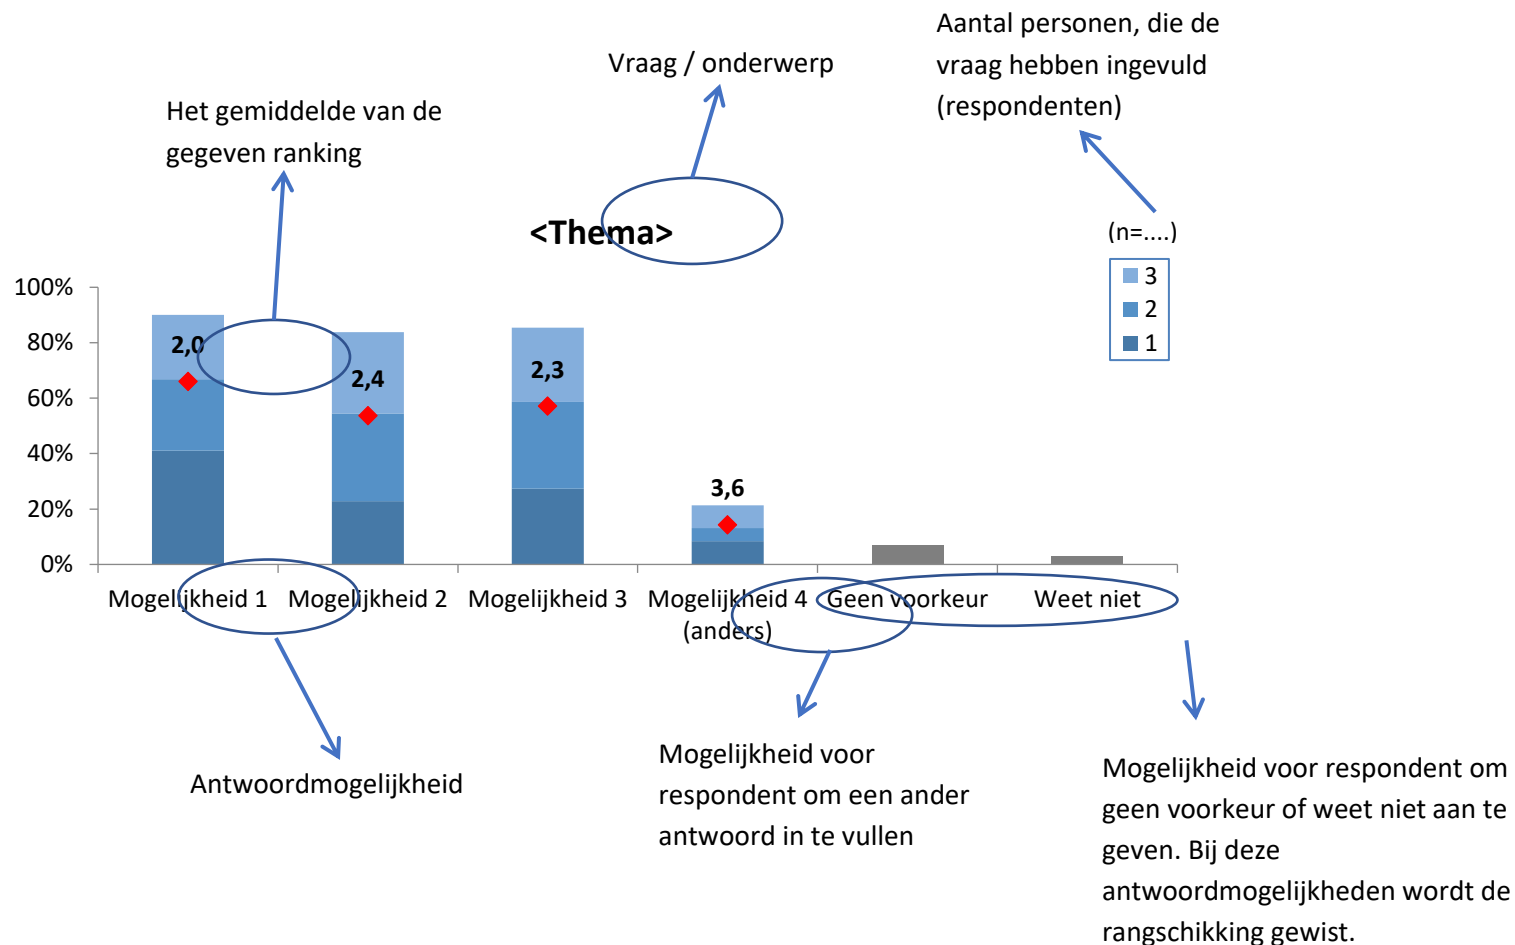 Aantal personen, die de
vraag hebben ingevuld
(respondenten)
Vraag / onderwerp
Het gemiddelde van de
gegeven ranking
<Thema>
(n=....)
3
2
1
100%
80%
60%
40%
20%
0%
2,0
2,4
2,3
3,6
Mogelijkheid 1
Mogelijkheid 2
Mogelijkheid 3
Mogelijkheid 4
(anders)
Geen voorkeur
Weet niet
Antwoordmogelijkheid
Mogelijkheid voor
respondent om een ander
antwoord in te vullen
Mogelijkheid voor respondent om
geen voorkeur of weet niet aan te
geven. Bij deze
antwoordmogelijkheden wordt de
rangschikking gewist.